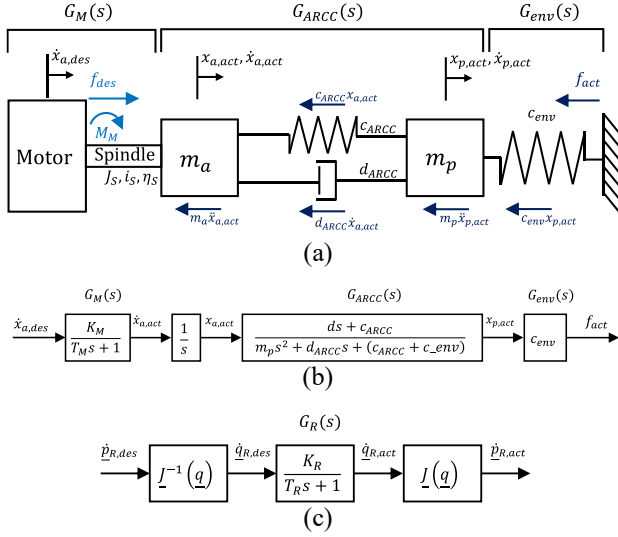 G_M(s) G_ARCC(s) G_env(s)
ẋ_a,des x_a,act, ẋ_a,act x_p,act, ẋ_p,act
f_des f_act
c_ARCC x_a,act c_env
M_M c_ARCC
Motor Spindle m_a m_p
d_ARCC
J_S, i_S, η_S
m_a ẍ_a,act d_ARCC ẋ_a,act m_p ẍ_p,act c_env x_p,act
(a)
G_M(s) G_ARCC(s) G_env(s)
ẋ_a,des K_M / (T_M s + 1) ẋ_a,act 1/s x_a,act (ds + c_ARCC) / (m_p s² + d_ARCC s + (c_ARCC + c_env)) x_p,act c_env f_act
(b)
G_R(s)
ṗ_R,des J⁻¹(q) q̇_R,des K_R / (T_R s + 1) q̇_R,act J(q) ṗ_R,act
(c)